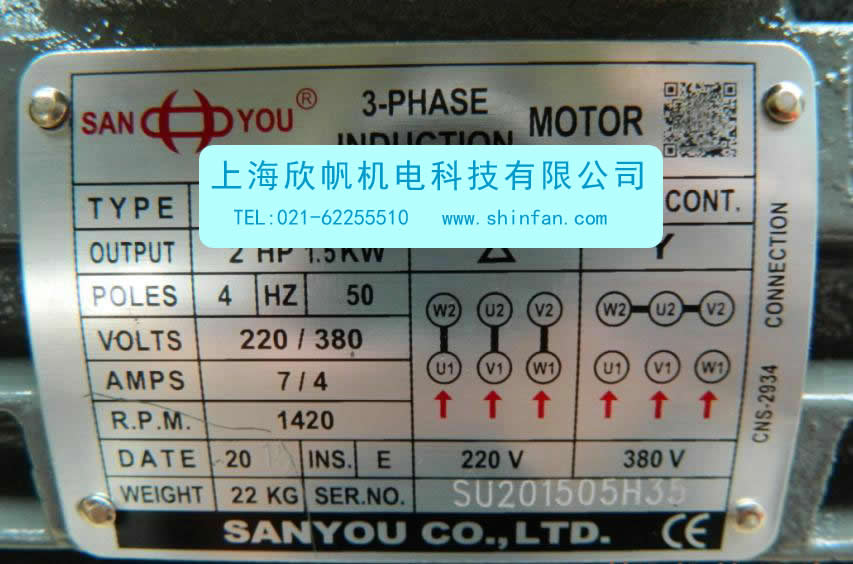 SAN YOU ® 3-PHASE INDUCTION MOTOR
上海欣帆机电科技有限公司
TEL:021-62255510 www.shinfan.com
TYPE CONT.
OUTPUT 2 HP 1.5KW Δ Y
POLES 4 HZ 50
W2 U2 V2 W2 U2 V2
VOLTS 220 / 380
U1 V1 W1 U1 V1 W1
AMPS 7 / 4
R.P.M. 1420
DATE 20 INS. E 220 V 380 V
WEIGHT 22 KG SER.NO. SU201505H35
SANYOU CO.,LTD. CE
CNS-2934 CONNECTION